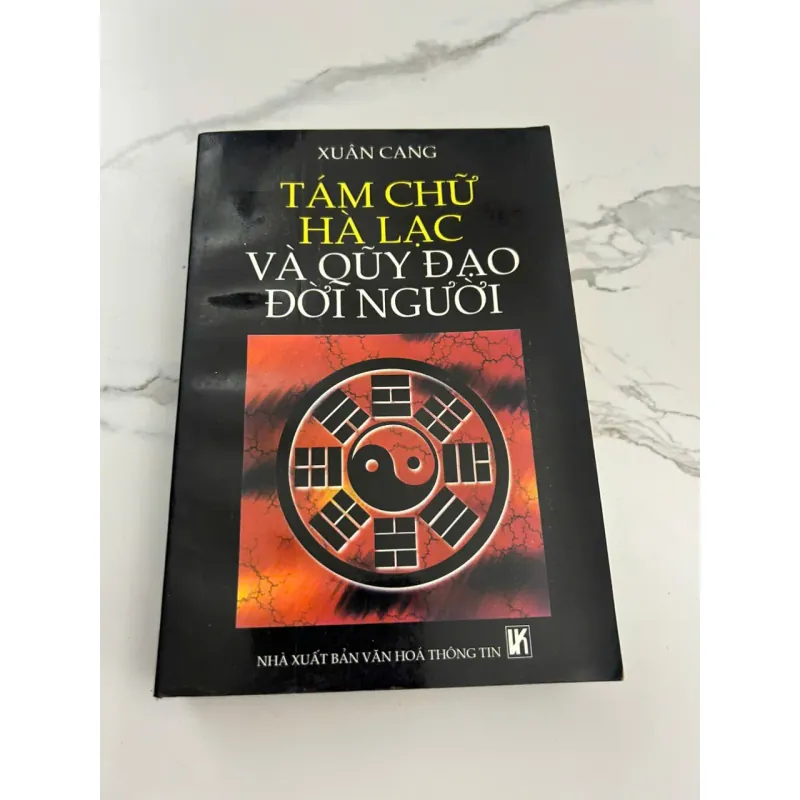 XUÂN CANG
TÁM CHỮ
HÀ LẠC
VÀ QŨY ĐẠO
ĐỜI NGƯỜI
NHÀ XUẤT BẢN VĂN HOÁ THÔNG TIN